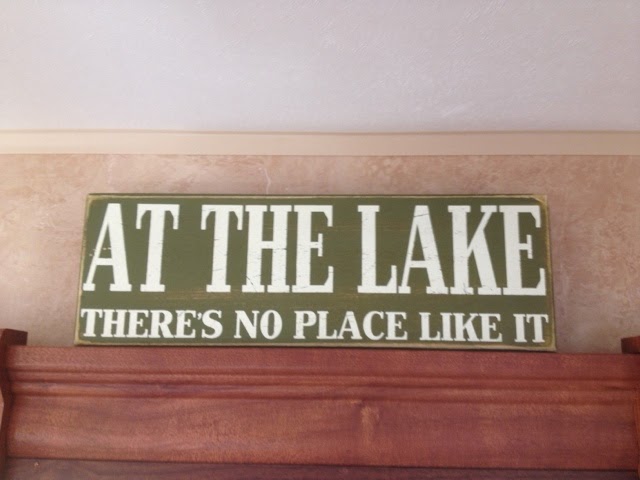 AT THE LAKE
THERE'S NO PLACE LIKE IT